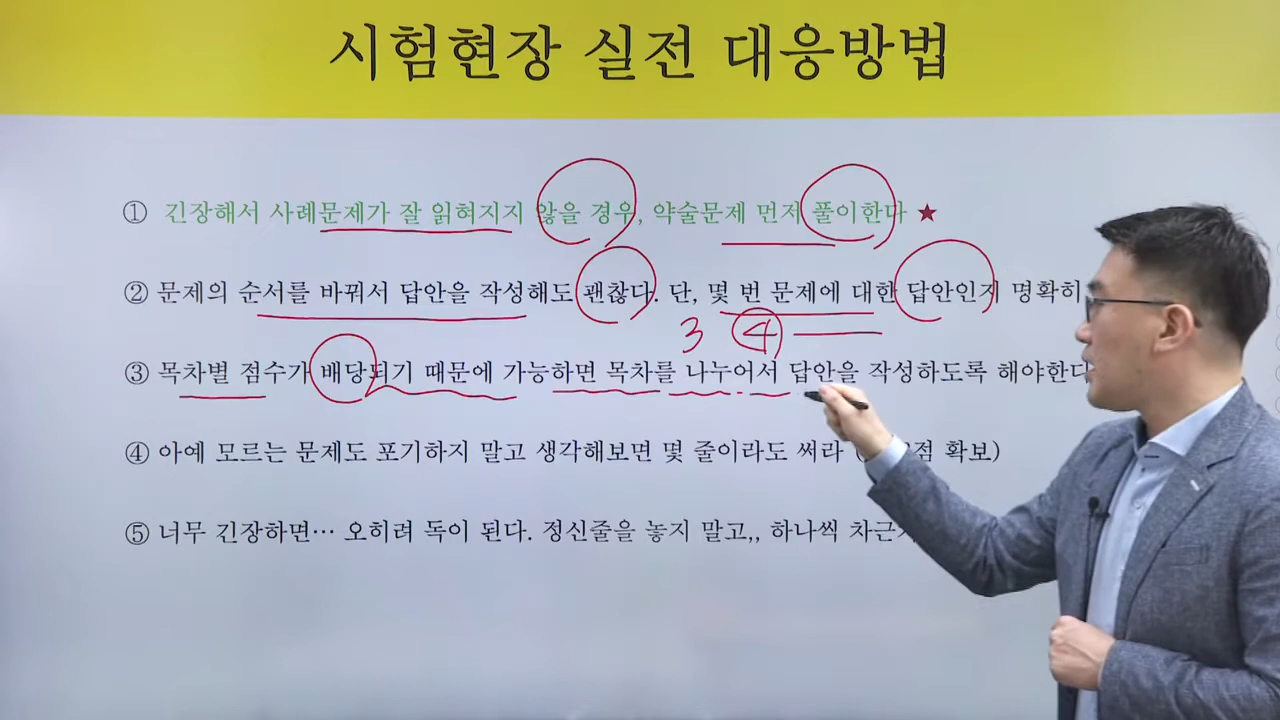 시험현장 실전 대응방법
① 긴장해서 사례문제가 잘 읽혀지지 않을 경우, 약술문제 먼저 풀이한다 ★
② 문제의 순서를 바꿔서 답안을 작성해도 괜찮다. 단, 몇 번 문제에 대한 답안인지 명확히
3 4
③ 목차별 점수가 배당되기 때문에 가능하면 목차를 나누어서 답안을 작성하도록 해야한다
④ 아예 모르는 문제도 포기하지 말고 생각해보면 몇 줄이라도 써라 ( 점 확보)
⑤ 너무 긴장하면… 오히려 독이 된다. 정신줄을 놓지 말고,, 하나씩